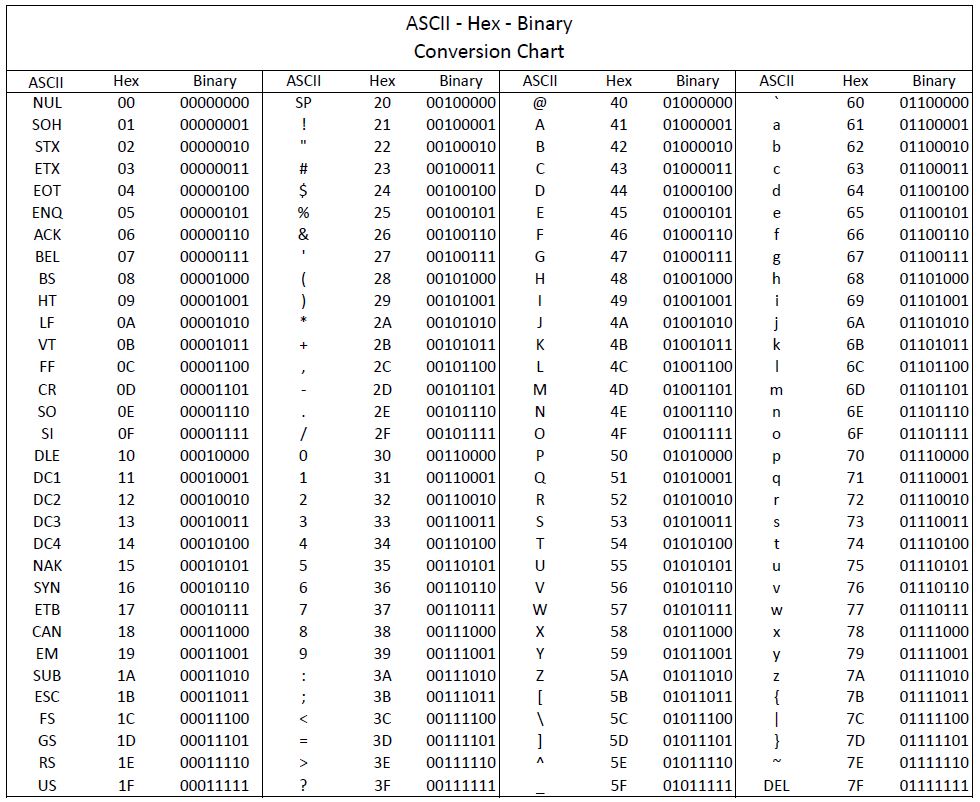 ASCII - Hex - Binary
Conversion Chart
ASCII Hex Binary ASCII Hex Binary ASCII Hex Binary ASCII Hex Binary
NUL 00 00000000 SP 20 00100000 @ 40 01000000 ` 60 01100000
SOH 01 00000001 ! 21 00100001 A 41 01000001 a 61 01100001
STX 02 00000010 " 22 00100010 B 42 01000010 b 62 01100010
ETX 03 00000011 # 23 00100011 C 43 01000011 c 63 01100011
EOT 04 00000100 $ 24 00100100 D 44 01000100 d 64 01100100
ENQ 05 00000101 % 25 00100101 E 45 01000101 e 65 01100101
ACK 06 00000110 & 26 00100110 F 46 01000110 f 66 01100110
BEL 07 00000111 ' 27 00100111 G 47 01000111 g 67 01100111
BS 08 00001000 ( 28 00101000 H 48 01001000 h 68 01101000
HT 09 00001001 ) 29 00101001 I 49 01001001 i 69 01101001
LF 0A 00001010 * 2A 00101010 J 4A 01001010 j 6A 01101010
VT 0B 00001011 + 2B 00101011 K 4B 01001011 k 6B 01101011
FF 0C 00001100 , 2C 00101100 L 4C 01001100 l 6C 01101100
CR 0D 00001101 - 2D 00101101 M 4D 01001101 m 6D 01101101
SO 0E 00001110 . 2E 00101110 N 4E 01001110 n 6E 01101110
SI 0F 00001111 / 2F 00101111 O 4F 01001111 o 6F 01101111
DLE 10 00010000 0 30 00110000 P 50 01010000 p 70 01110000
DC1 11 00010001 1 31 00110001 Q 51 01010001 q 71 01110001
DC2 12 00010010 2 32 00110010 R 52 01010010 r 72 01110010
DC3 13 00010011 3 33 00110011 S 53 01010011 s 73 01110011
DC4 14 00010100 4 34 00110100 T 54 01010100 t 74 01110100
NAK 15 00010101 5 35 00110101 U 55 01010101 u 75 01110101
SYN 16 00010110 6 36 00110110 V 56 01010110 v 76 01110110
ETB 17 00010111 7 37 00110111 W 57 01010111 w 77 01110111
CAN 18 00011000 8 38 00111000 X 58 01011000 x 78 01111000
EM 19 00011001 9 39 00111001 Y 59 01011001 y 79 01111001
SUB 1A 00011010 : 3A 00111010 Z 5A 01011010 z 7A 01111010
ESC 1B 00011011 ; 3B 00111011 [ 5B 01011011 { 7B 01111011
FS 1C 00011100 < 3C 00111100 \ 5C 01011100 | 7C 01111100
GS 1D 00011101 = 3D 00111101 ] 5D 01011101 } 7D 01111101
RS 1E 00011110 > 3E 00111110 ^ 5E 01011110 ~ 7E 01111110
US 1F 00011111 ? 3F 00111111 _ 5F 01011111 DEL 7F 01111111